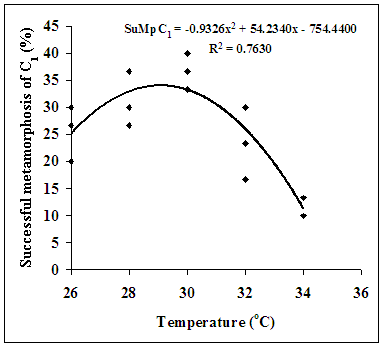 SuMp C1 = -0.9326x² + 54.2340x - 754.4400
R² = 0.7630
Successful metamorphosis of C1 (%)
45
40
35
30
25
20
15
10
5
0
26 28 30 32 34 36
Temperature (°C)